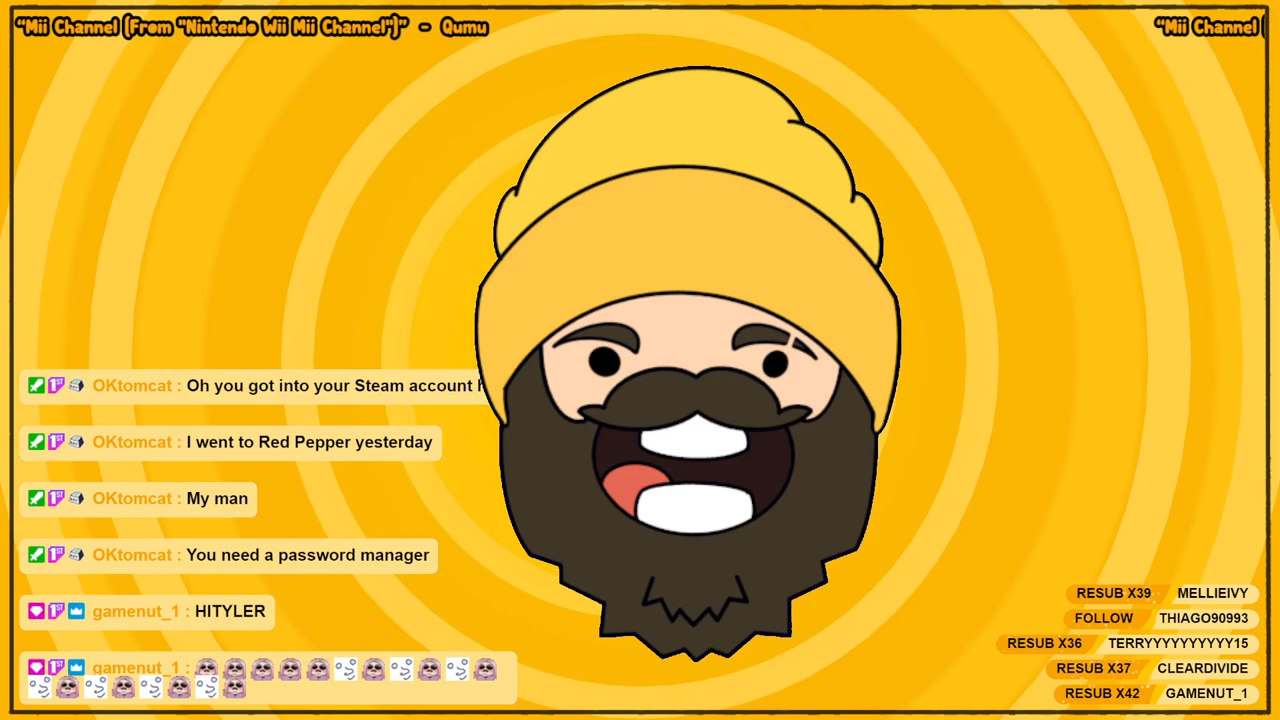 “Mii Channel (From "Nintendo Wii Mii Channel")” - Qumu
“Mii Channel (
OKtomcat : Oh you got into your Steam account
OKtomcat : I went to Red Pepper yesterday
OKtomcat : My man
OKtomcat : You need a password manager
gamenut_1 : HITYLER
gamenut_1 :
RESUB X39 MELLIEIVY
FOLLOW THIAGO90993
RESUB X36 TERRYYYYYYYYYY15
RESUB X37 CLEARDIVIDE
RESUB X42 GAMENUT_1